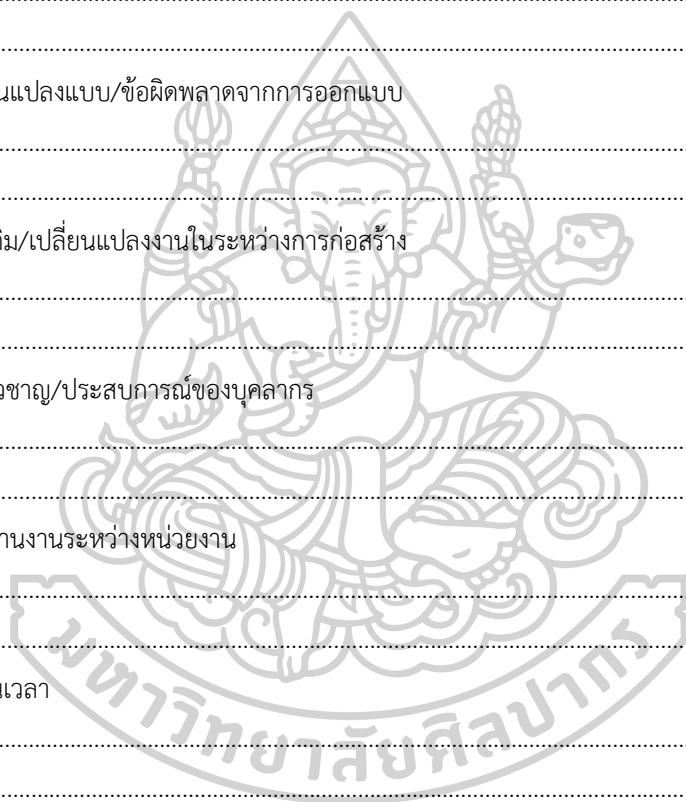 ................................................................
................................................................
นแปลงแบบ/ข้อผิดพลาดจากการออกแบบ
................................................................
................................................................
ติม/เปลี่ยนแปลงงานในระหว่างการก่อสร้าง
................................................................
................................................................
วชาญ/ประสบการณ์ของบุคลากร
................................................................
................................................................
านงานระหว่างหน่วยงาน
................................................................
................................................................
นเวลา
................................................................
................................................................
มหาวิทยาลัยศิลปากร